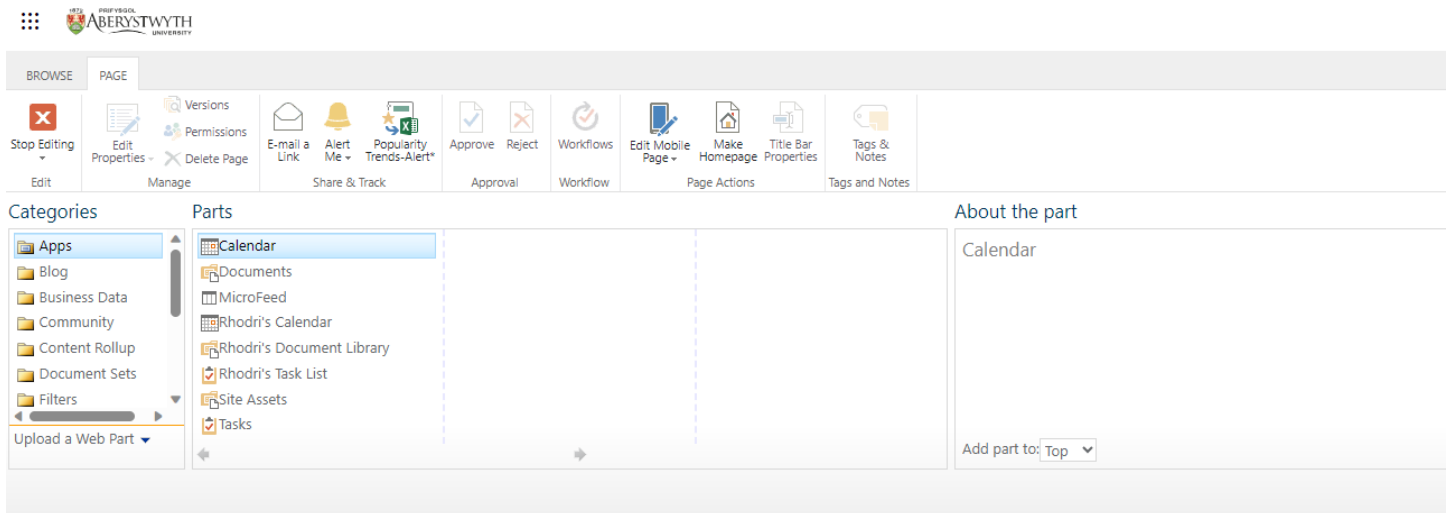 1872
PRIFYSGOL
ABERYSTWYTH
UNIVERSITY
BROWSE PAGE
Stop Editing
Edit Properties
Versions
Permissions
Delete Page
E-mail a Link
Alert Me
Popularity Trends-Alert*
Approve
Reject
Workflows
Edit Mobile Page
Make Homepage
Title Bar Properties
Tags & Notes
Edit
Manage
Share & Track
Approval
Workflow
Page Actions
Tags and Notes
Categories
Apps
Blog
Business Data
Community
Content Rollup
Document Sets
Filters
Upload a Web Part
Parts
Calendar
Documents
MicroFeed
Rhodri's Calendar
Rhodri's Document Library
Rhodri's Task List
Site Assets
Tasks
About the part
Calendar
Add part to: Top